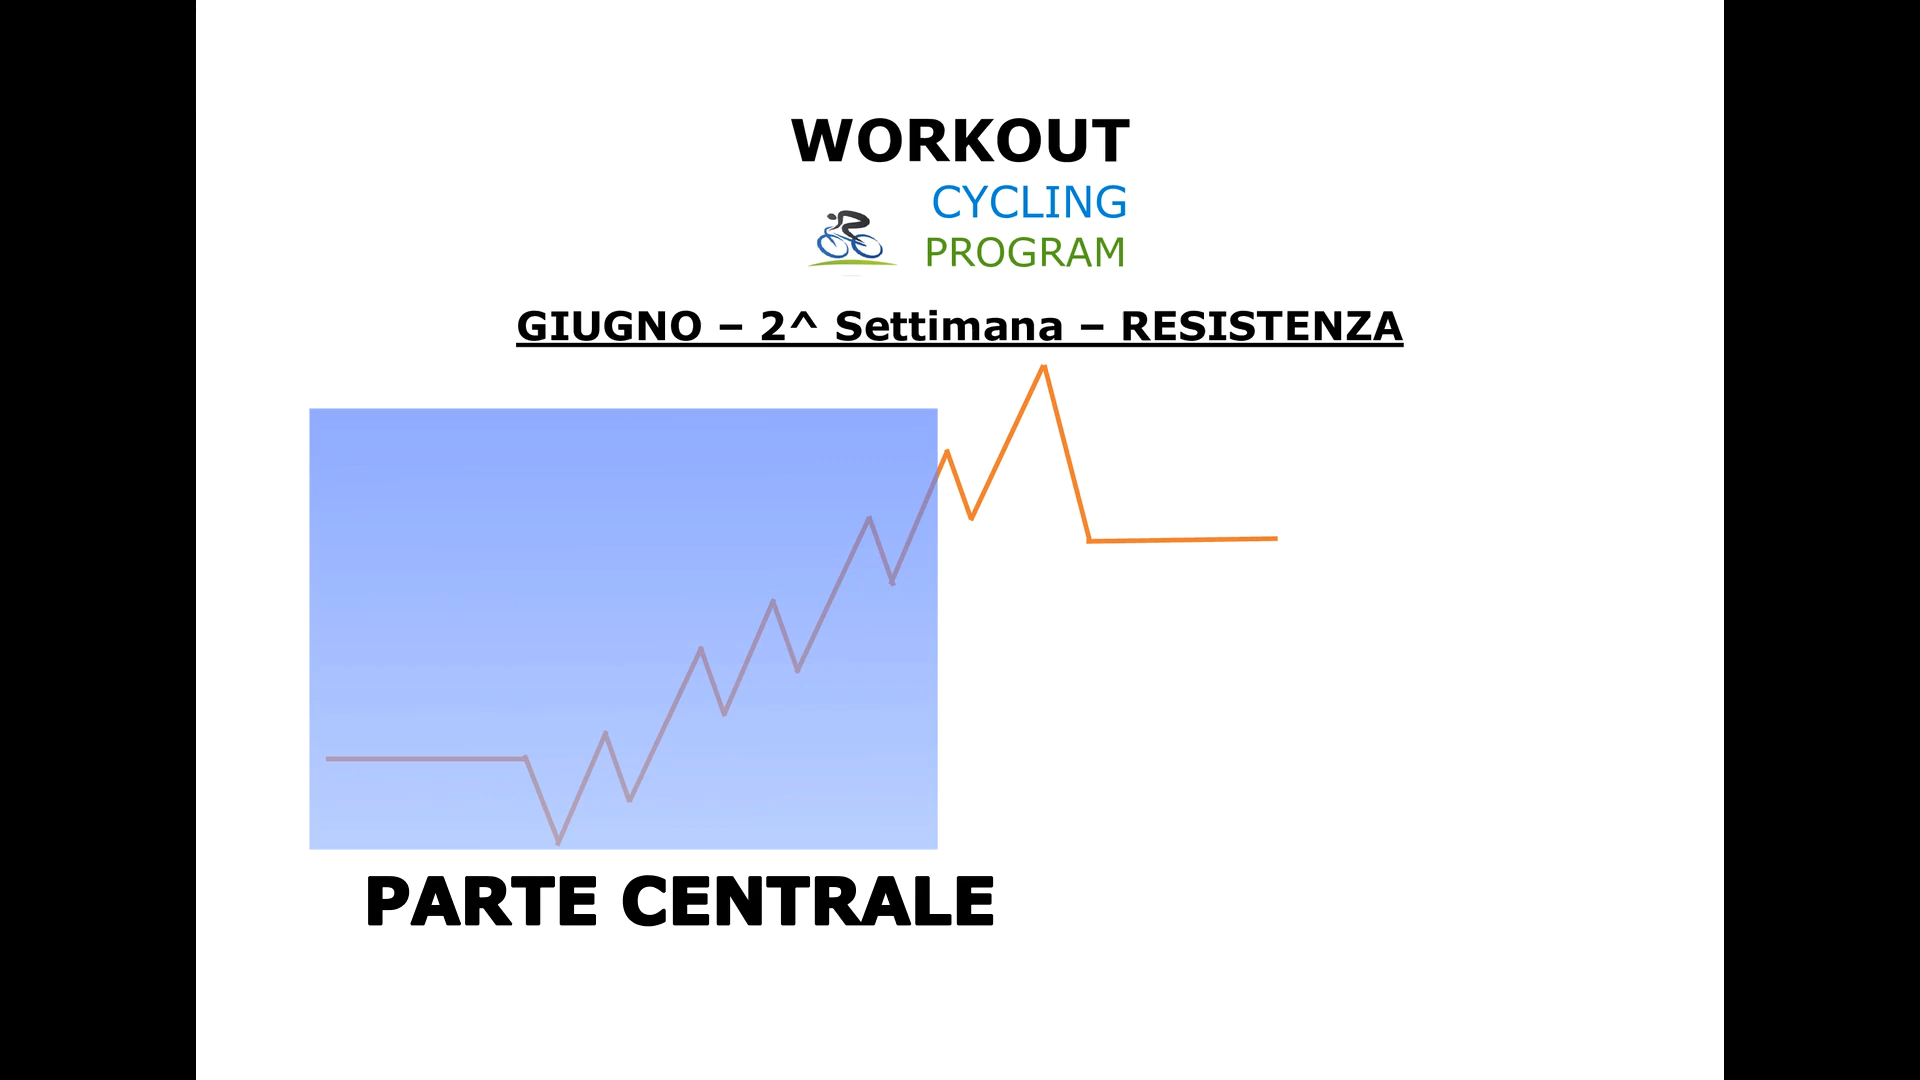 WORKOUT
CYCLING
PROGRAM
GIUGNO – 2^ Settimana – RESISTENZA
PARTE CENTRALE